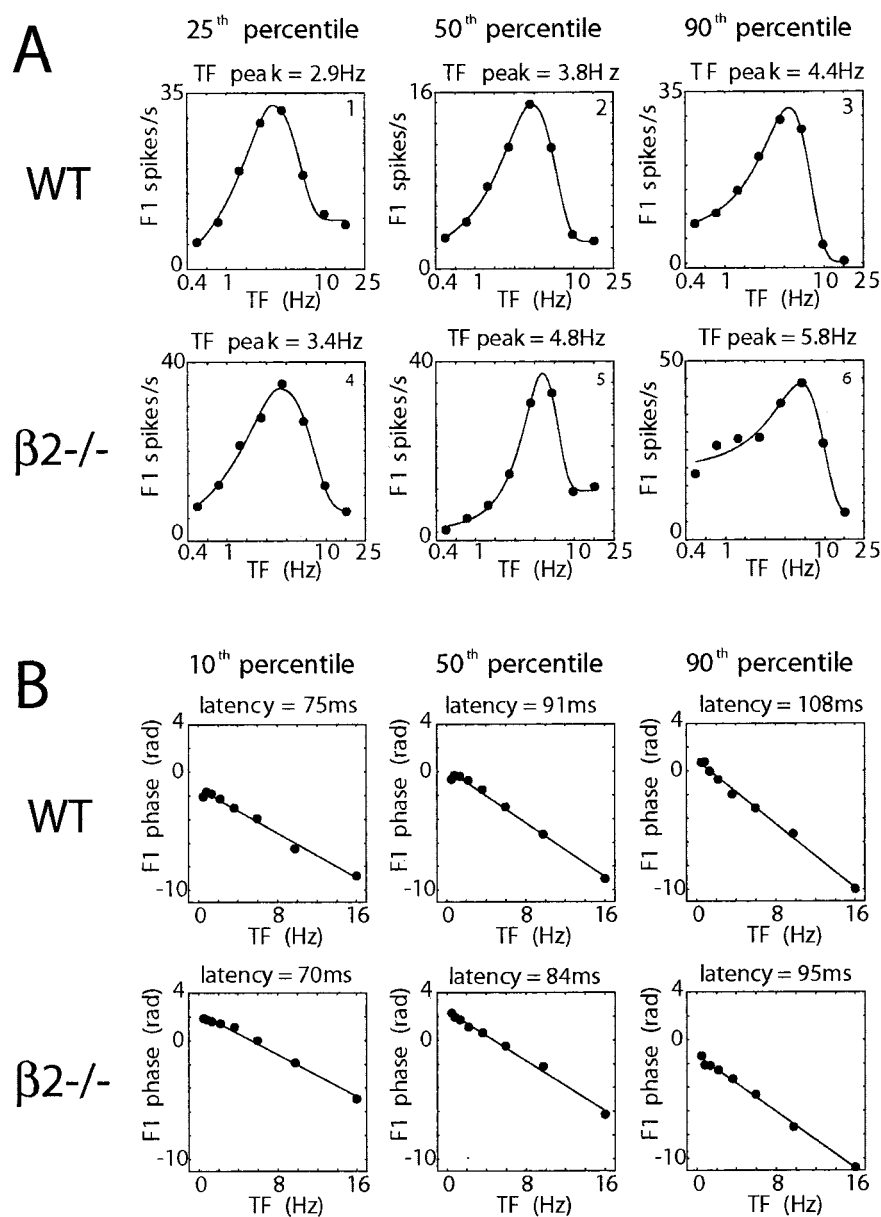 A
25th percentile 50th percentile 90th percentile
TF peak = 2.9Hz TF peak = 3.8H z TF peak = 4.4Hz
WT
35 1 16 2 35 3
F1 spikes/s F1 spikes/s F1 spikes/s
0 0 0
0.4 1 10 25 0.4 1 10 25 0.4 1 10 25
TF (Hz) TF (Hz) TF (Hz)
TF peak = 3.4Hz TF peak = 4.8Hz TF peak = 5.8Hz
β2-/-
40 4 40 5 50 6
F1 spikes/s F1 spikes/s F1 spikes/s
0 0 0
0.4 1 10 25 0.4 1 10 25 0.4 1 10 25
TF (Hz) TF (Hz) TF (Hz)
B
10th percentile 50th percentile 90th percentile
latency = 75ms latency = 91ms latency = 108ms
WT
4 4 4
F1 phase (rad) F1 phase (rad) F1 phase (rad)
0 0 0
-10 -10 -10
0 8 16 0 8 16 0 8 16
TF (Hz) TF (Hz) TF (Hz)
latency = 70ms latency = 84ms latency = 95ms
β2-/-
4 4 4
F1 phase (rad) F1 phase (rad) F1 phase (rad)
0 0 0
-10 -10 -10
0 8 16 0 8 16 0 8 16
TF (Hz) TF (Hz) TF (Hz)